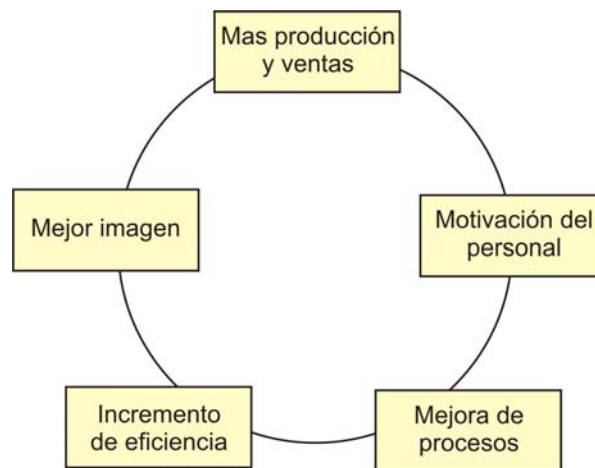 Mas producción
y ventas
Motivación del
personal
Mejora de
procesos
Incremento
de eficiencia
Mejor imagen